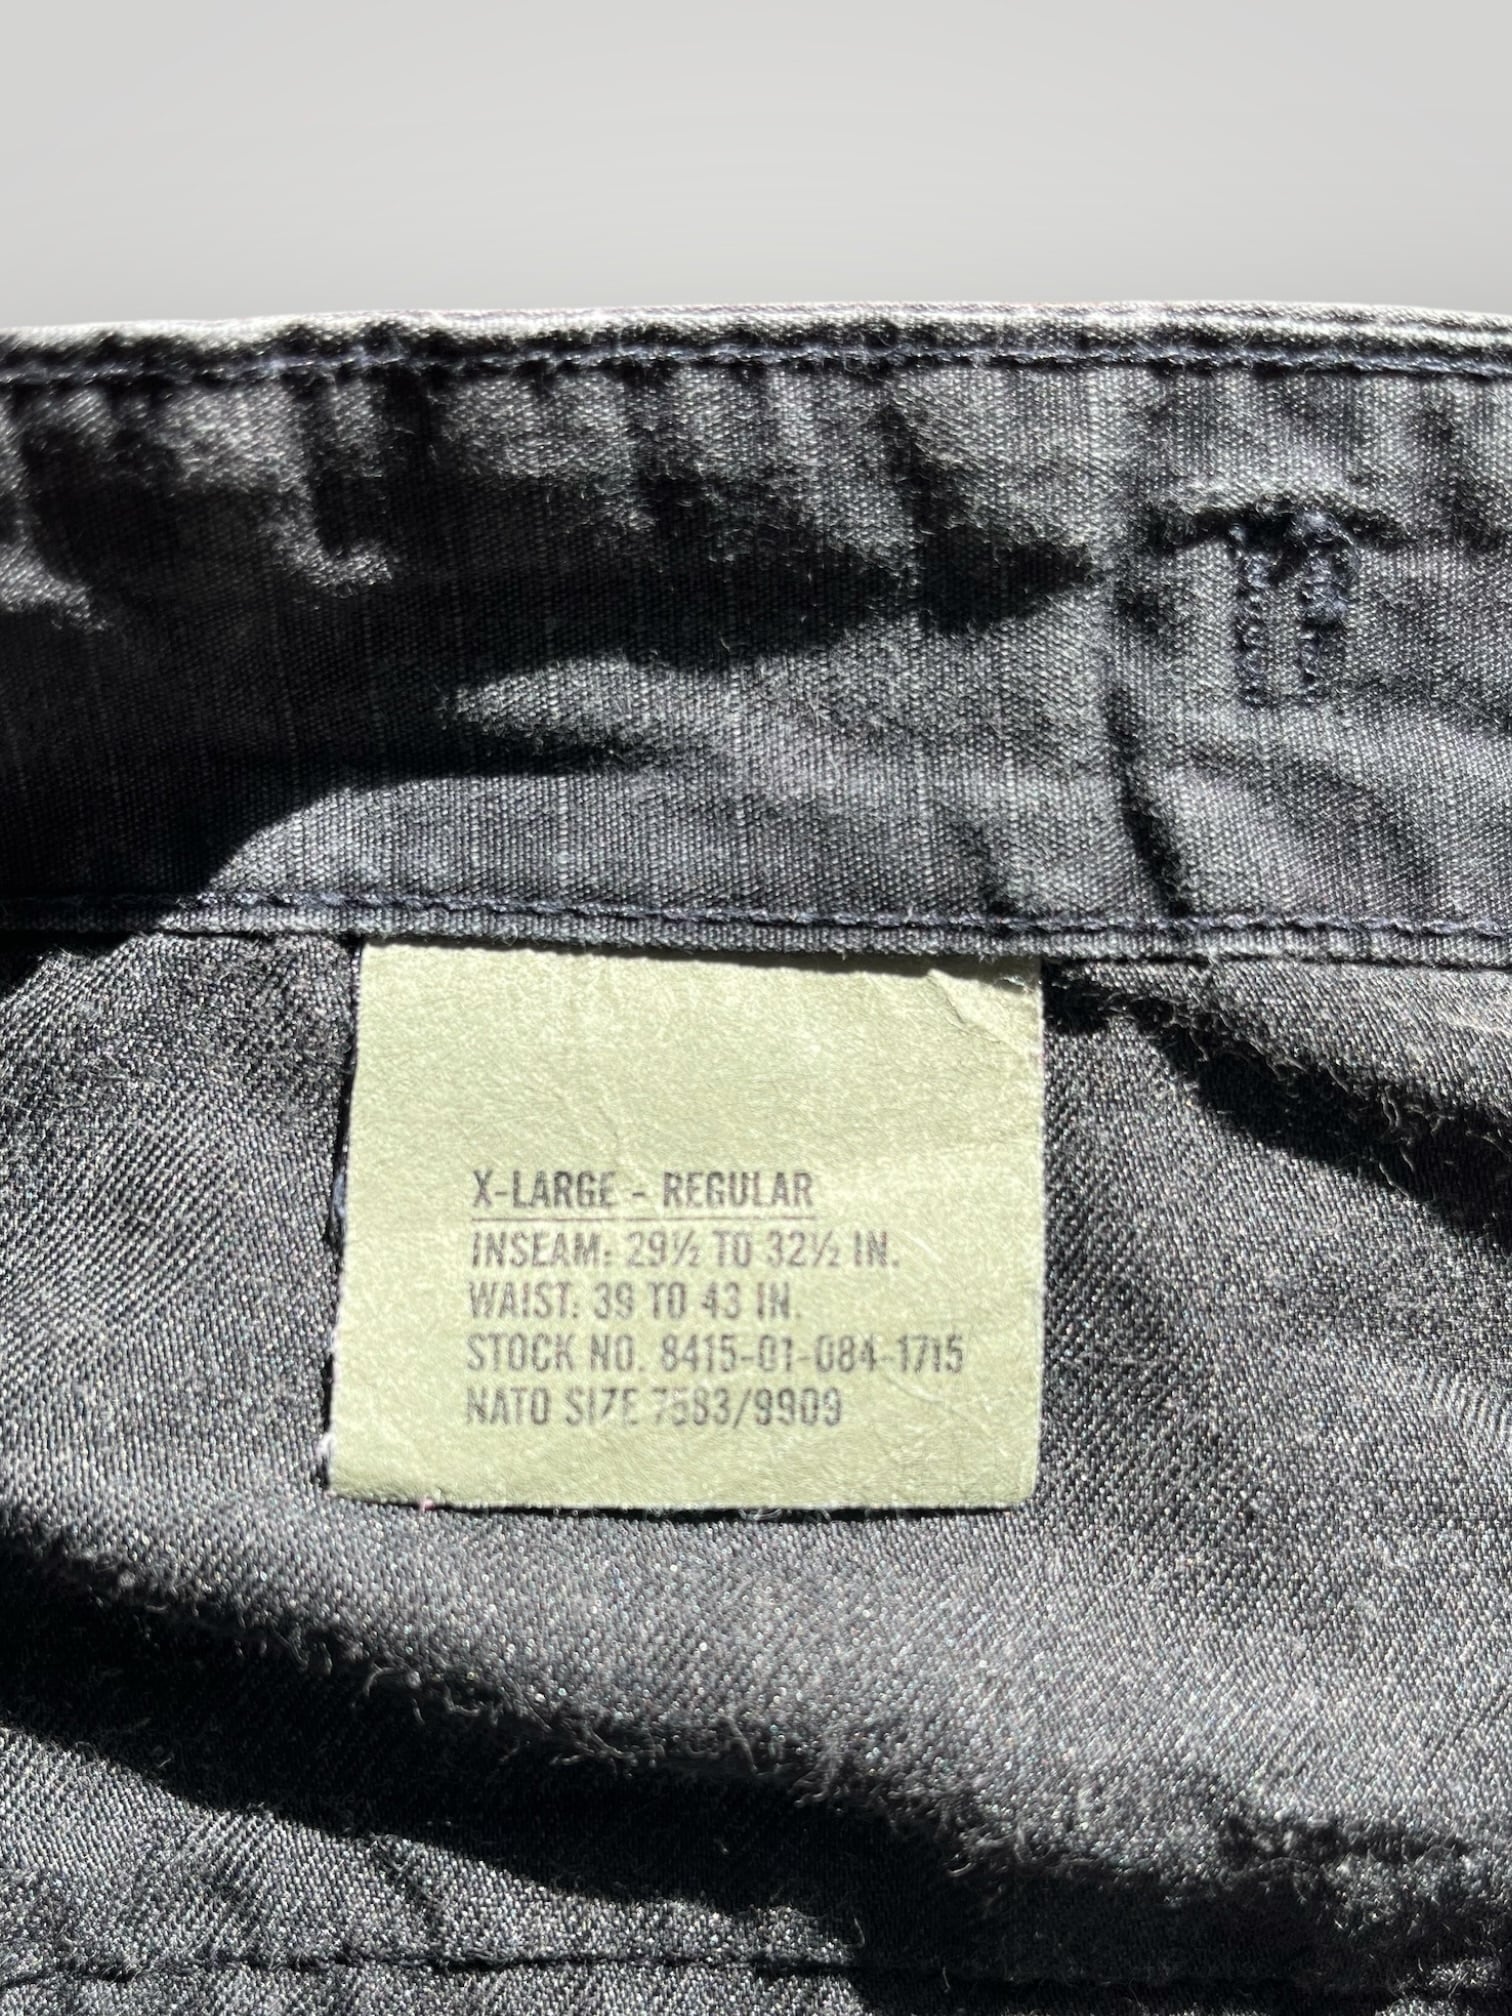 X-LARGE - REGULAR
INSEAM: 29½ TO 32½ IN.
WAIST: 39 TO 43 IN.
STOCK NO. 8415-01-084-1715
NATO SIZE 7583/9909